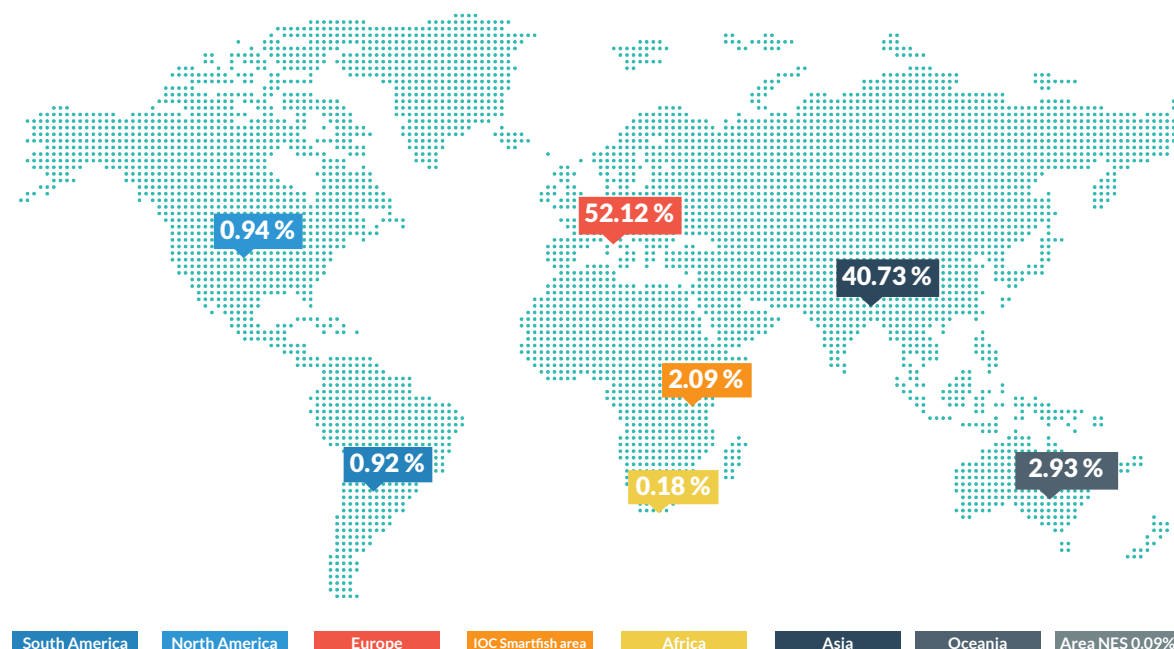 52.12 %
0.94 %
40.73 %
2.09 %
0.92 %
2.93 %
0.18 %
South America
North America
Europe
IOC Smartfish area
Africa
Asia
Oceania
Area NES 0.09%